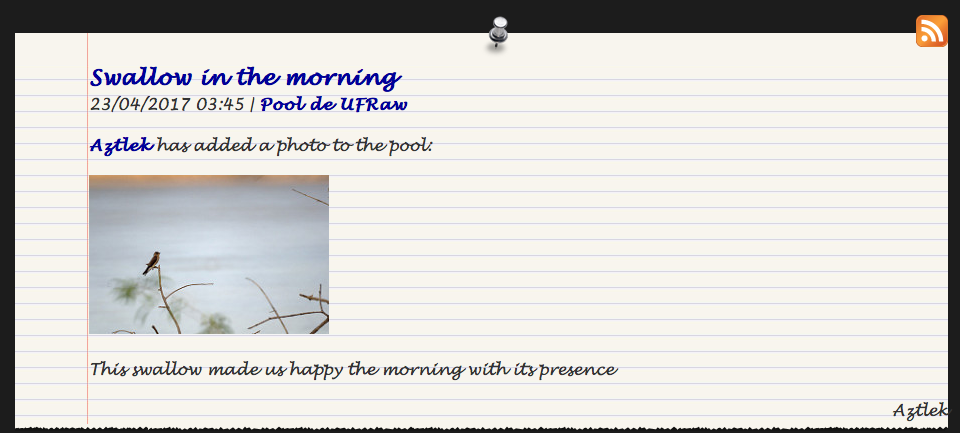 Swallow in the morning
23/04/2017 03:45 | Pool de UFRaw
Aztlek has added a photo to the pool:
This swallow made us happy the morning with its presence
Aztlek